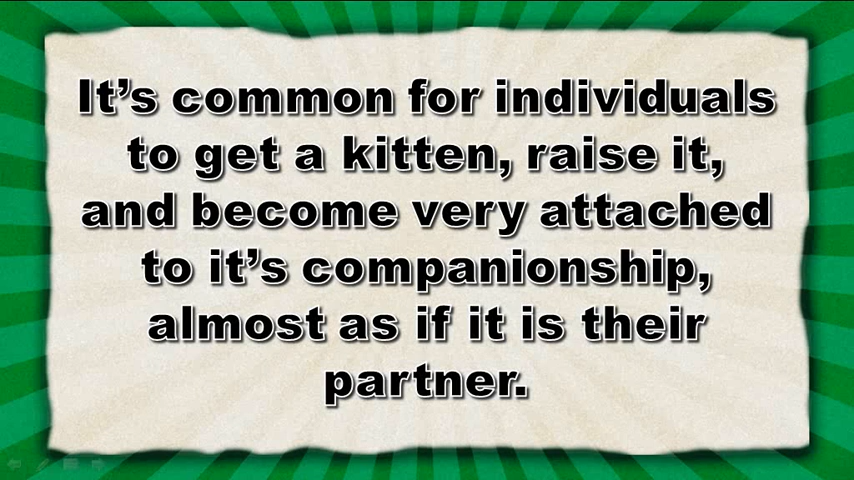 It’s common for individuals
to get a kitten, raise it,
and become very attached
to it’s companionship,
almost as if it is their
partner.